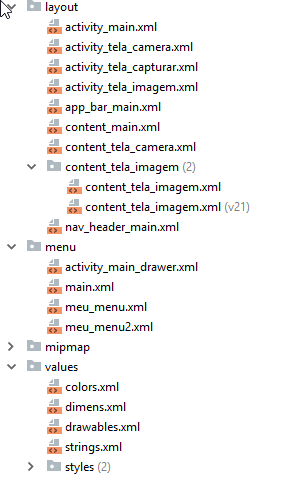 layout
activity_main.xml
activity_tela_camera.xml
activity_tela_capturar.xml
activity_tela_imagem.xml
app_bar_main.xml
content_main.xml
content_tela_camera.xml
content_tela_imagem (2)
content_tela_imagem.xml
content_tela_imagem.xml (v21)
nav_header_main.xml
menu
activity_main_drawer.xml
main.xml
meu_menu.xml
meu_menu2.xml
mipmap
values
colors.xml
dimens.xml
drawables.xml
strings.xml
styles (2)